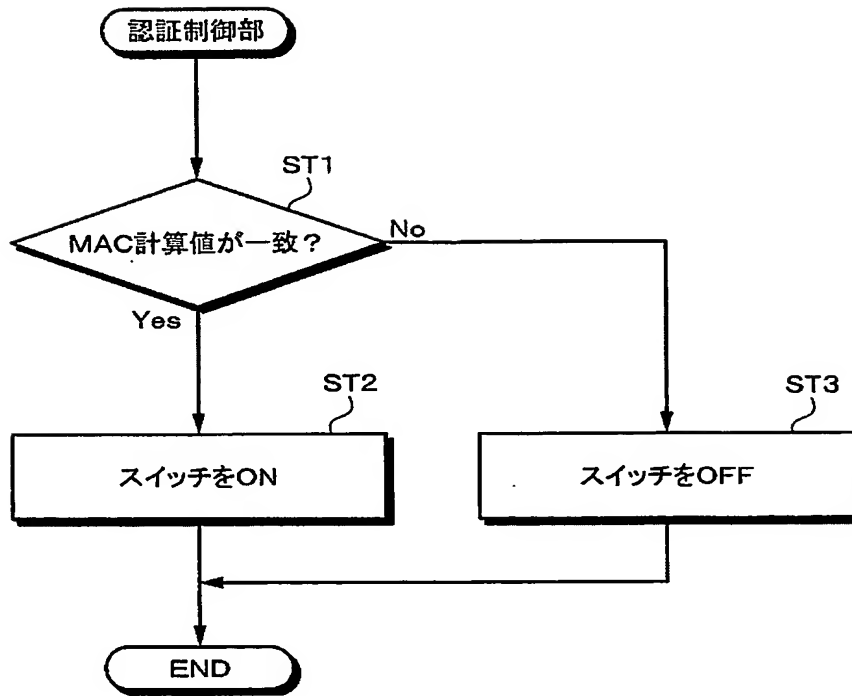 認証制御部
ST1
MAC計算値が一致？
No
Yes
ST2
スイッチをON
ST3
スイッチをOFF
END